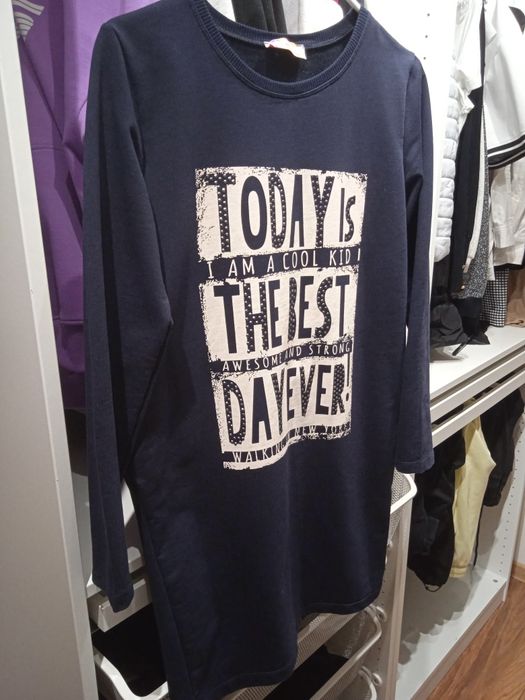 TODAY IS
I AM A COOL KID
THE BEST
AWESOME AND STRONG
DAY EVER!
WALKING NEW YORK